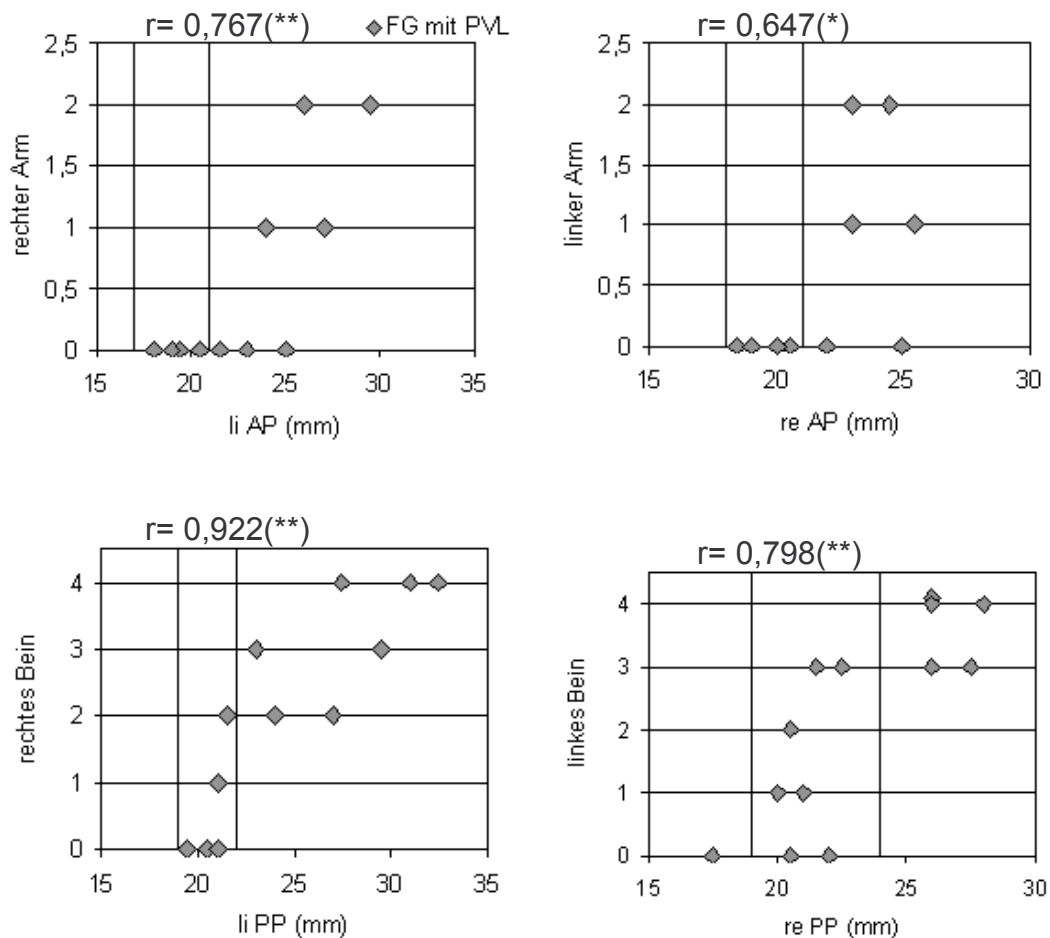 r= 0,767(**)
FG mit PVL
2,5
2
1,5
1
0,5
0
rechter Arm
15 20 25 30 35
li AP (mm)
r= 0,647(*)
2,5
2
1,5
1
0,5
0
linker Arm
15 20 25 30
re AP (mm)
r= 0,922(**)
4
3
2
1
0
rechtes Bein
15 20 25 30 35
li PP (mm)
r= 0,798(**)
4
3
2
1
0
linkes Bein
15 20 25 30
re PP (mm)